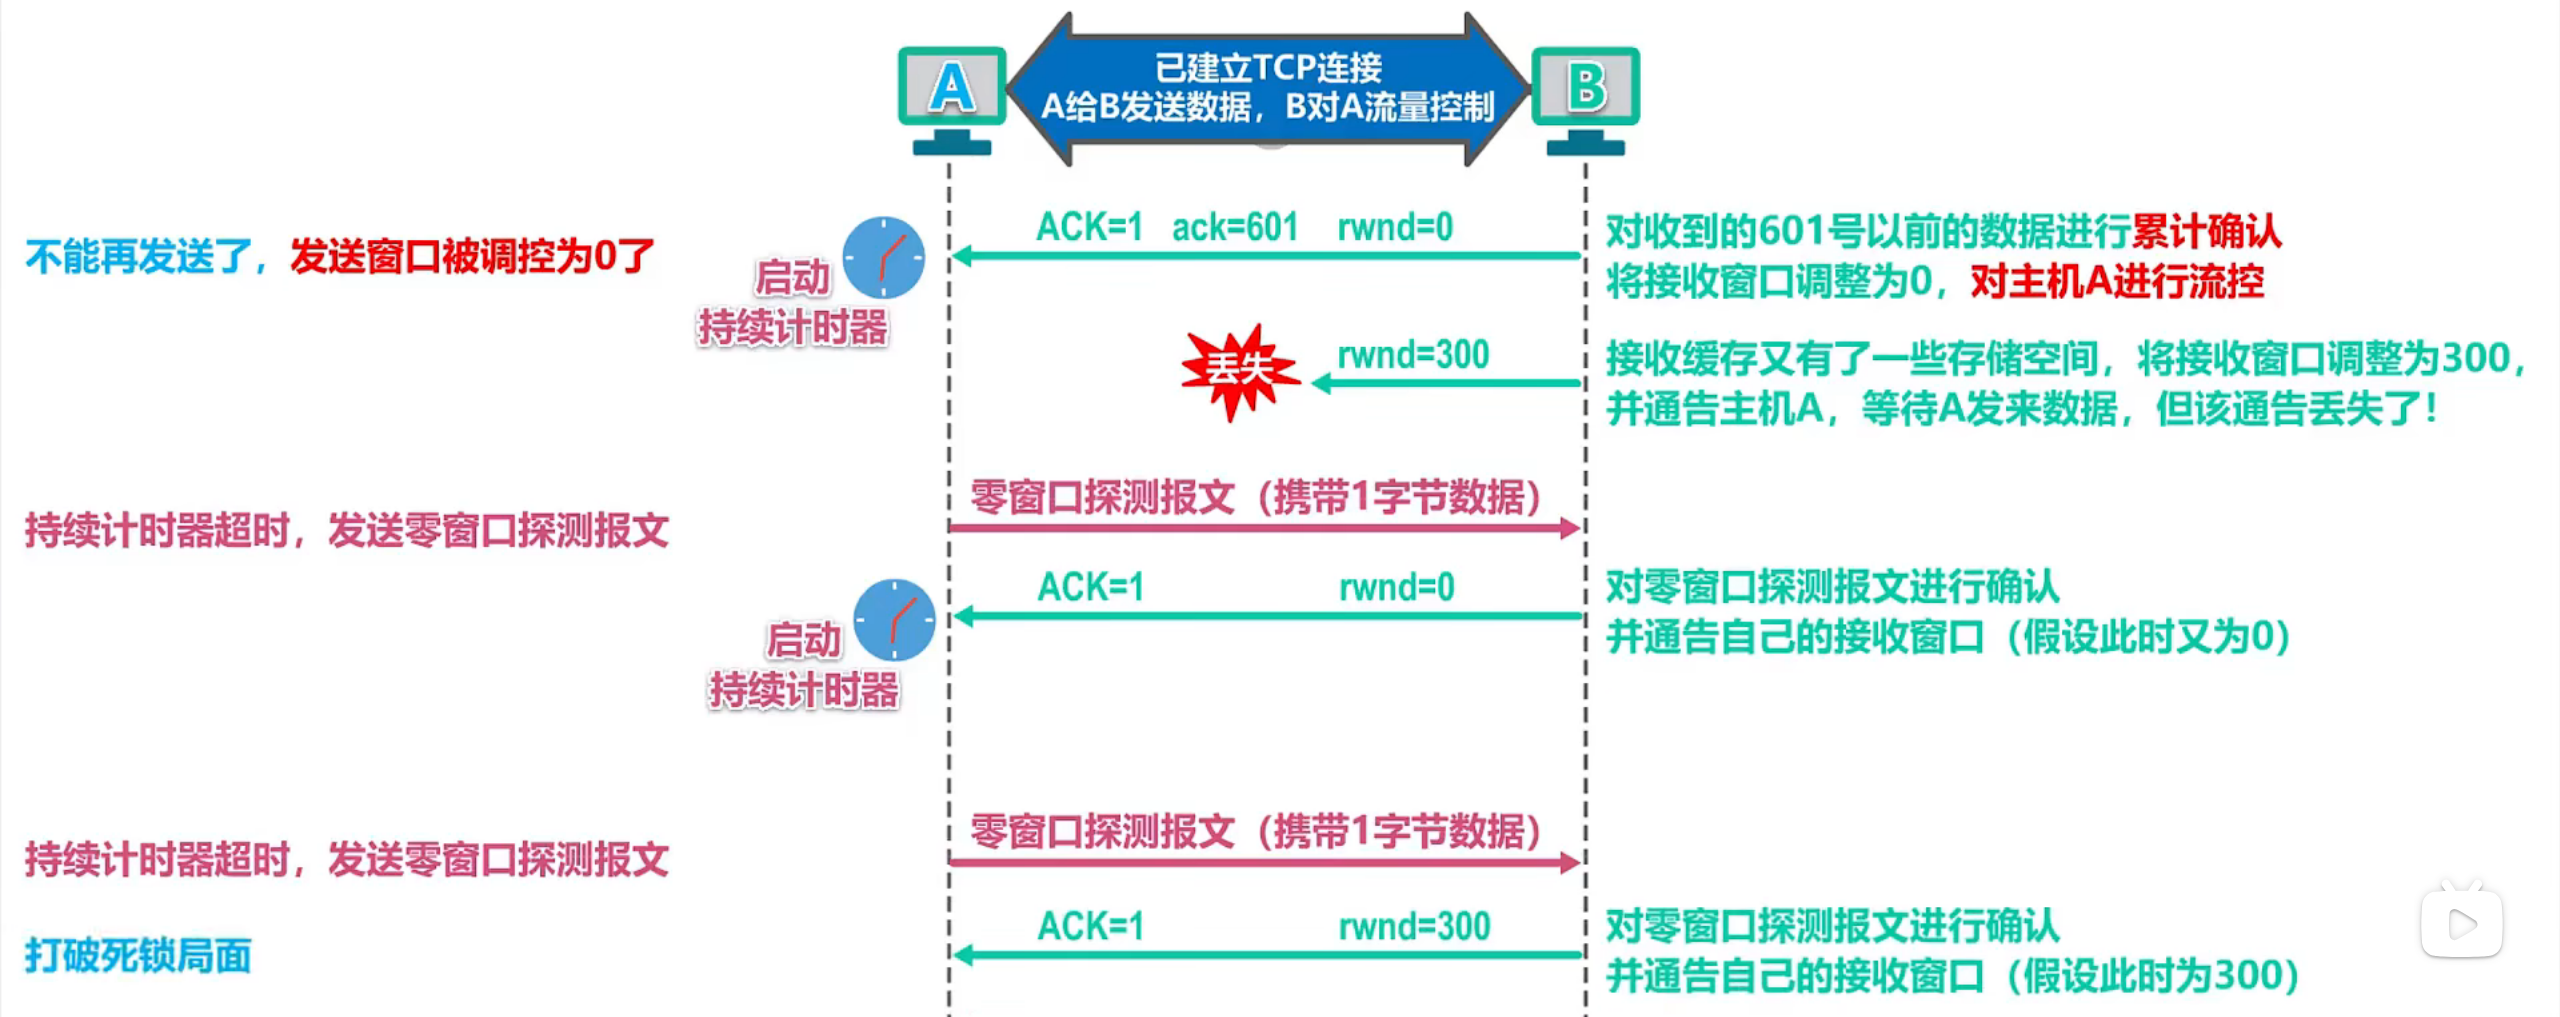 A
已建立TCP连接
A给B发送数据，B对A流量控制
B
ACK=1 ack=601 rwnd=0
不能再发送了，发送窗口被调控为0了
启动
持续计时器
对收到的601号以前的数据进行累计确认
将接收窗口调整为0，对主机A进行流控
丢失
rwnd=300
接收缓存又有了一些存储空间，将接收窗口调整为300，
并通告主机A，等待A发来数据，但该通告丢失了！
持续计时器超时，发送零窗口探测报文
零窗口探测报文（携带1字节数据）
ACK=1 rwnd=0
启动
持续计时器
对零窗口探测报文进行确认
并通告自己的接收窗口（假设此时又为0）
持续计时器超时，发送零窗口探测报文
零窗口探测报文（携带1字节数据）
打破死锁局面
ACK=1 rwnd=300
对零窗口探测报文进行确认
并通告自己的接收窗口（假设此时为300）